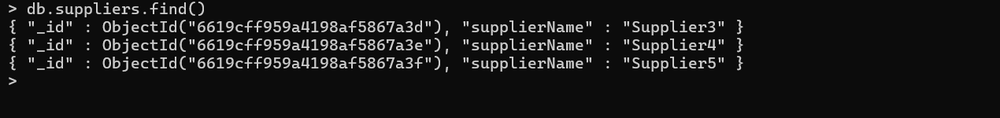 > db.suppliers.find()
{ "_id" : ObjectId("6619cff959a4198af5867a3d"), "supplierName" : "Supplier3" }
{ "_id" : ObjectId("6619cff959a4198af5867a3e"), "supplierName" : "Supplier4" }
{ "_id" : ObjectId("6619cff959a4198af5867a3f"), "supplierName" : "Supplier5" }
>